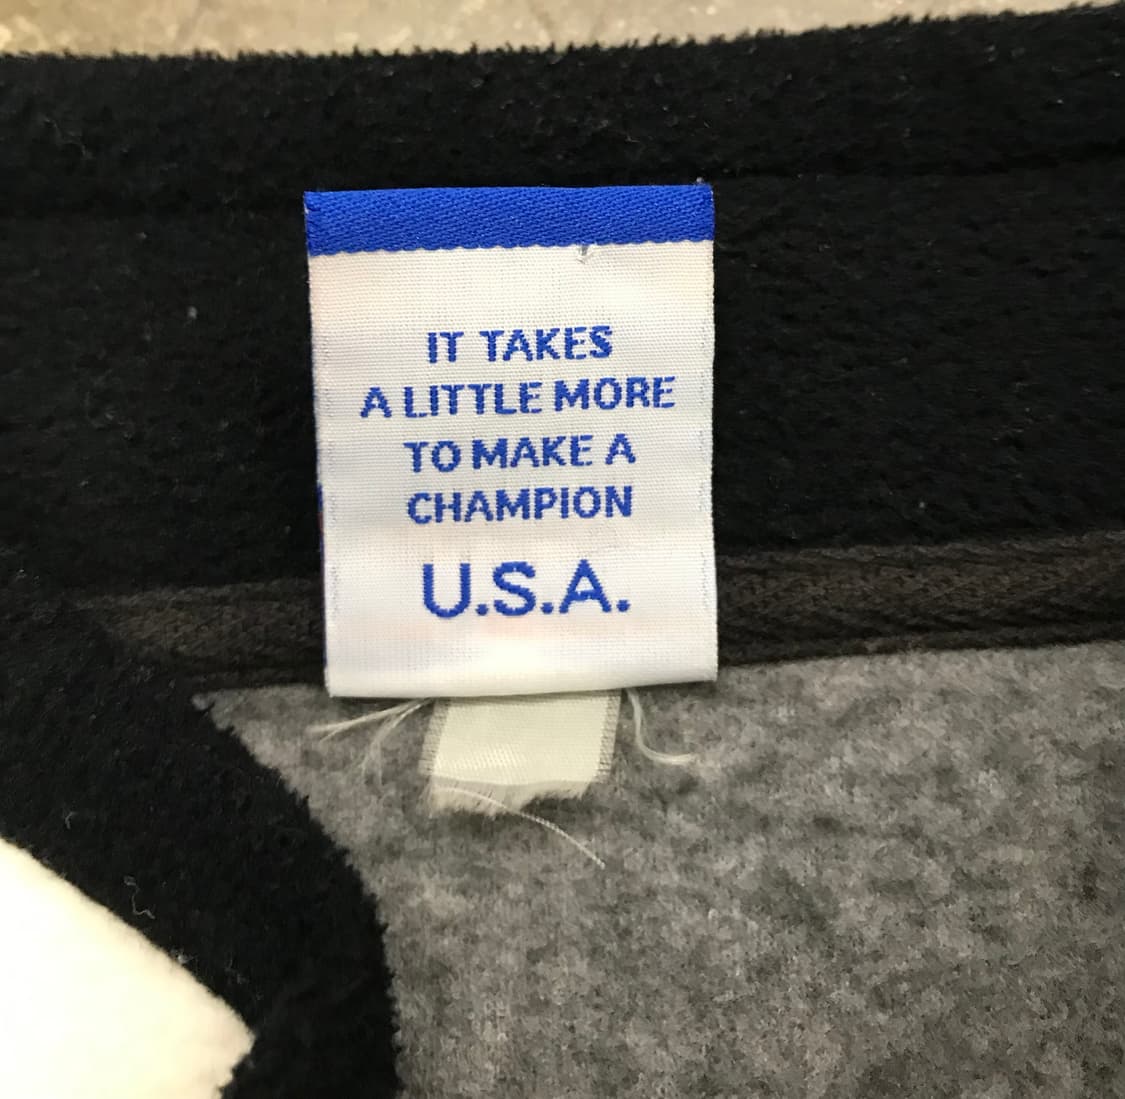 IT TAKES
A LITTLE MORE
TO MAKE A
CHAMPION
U.S.A.